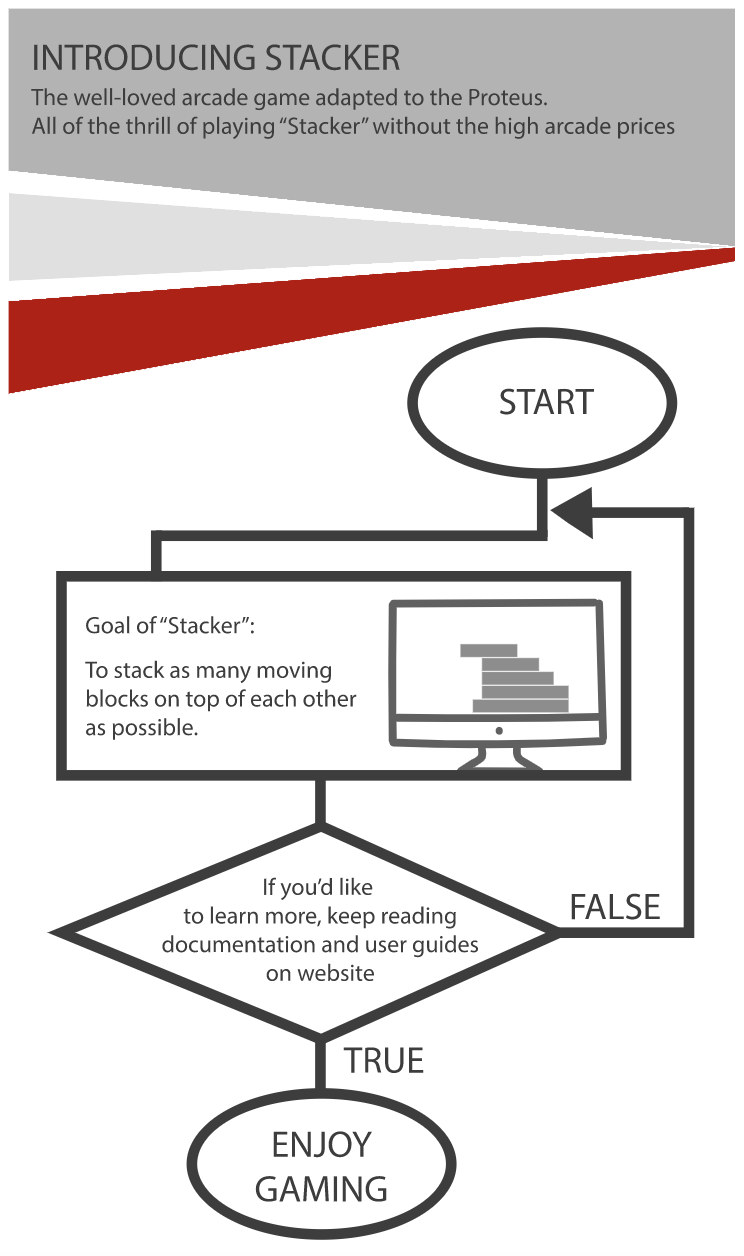 INTRODUCING STACKER
The well-loved arcade game adapted to the Proteus.
All of the thrill of playing “Stacker” without the high arcade prices
START
Goal of “Stacker”:
To stack as many moving
blocks on top of each other
as possible.
If you’d like
to learn more, keep reading
documentation and user guides
on website
FALSE
TRUE
ENJOY
GAMING